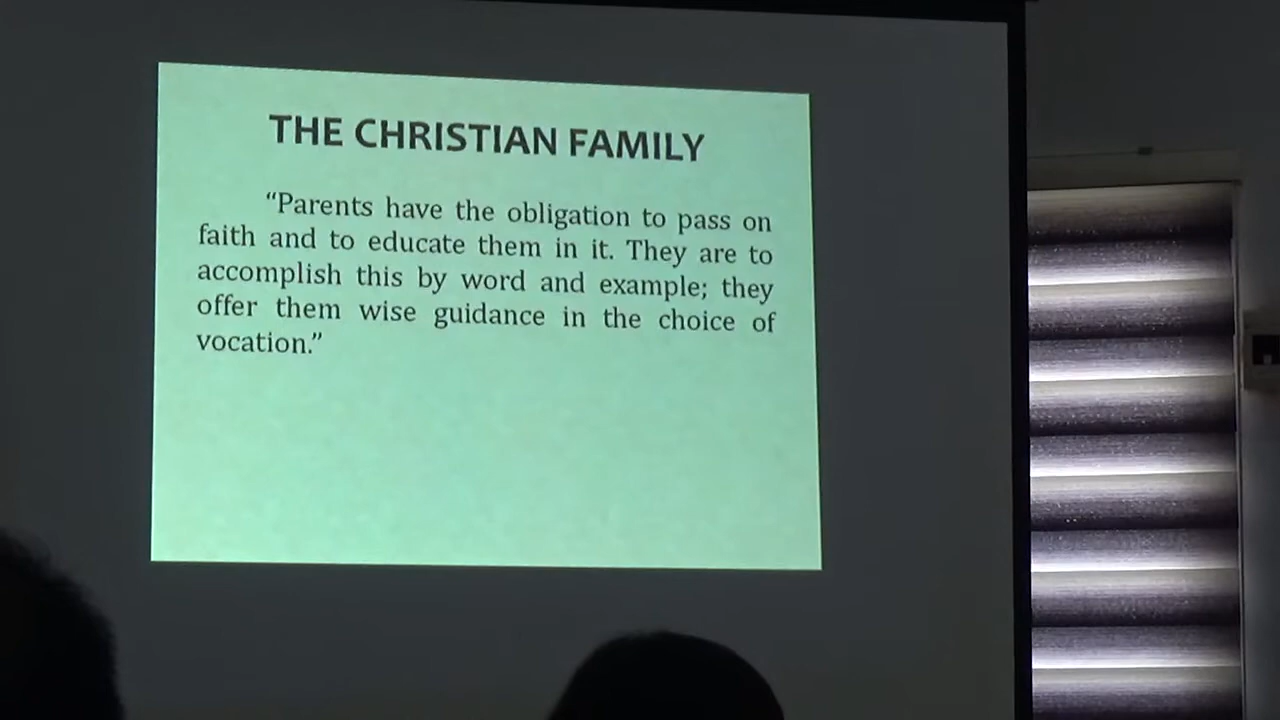 THE CHRISTIAN FAMILY
“Parents have the obligation to pass on
faith and to educate them in it. They are to
accomplish this by word and example; they
offer them wise guidance in the choice of
vocation.”